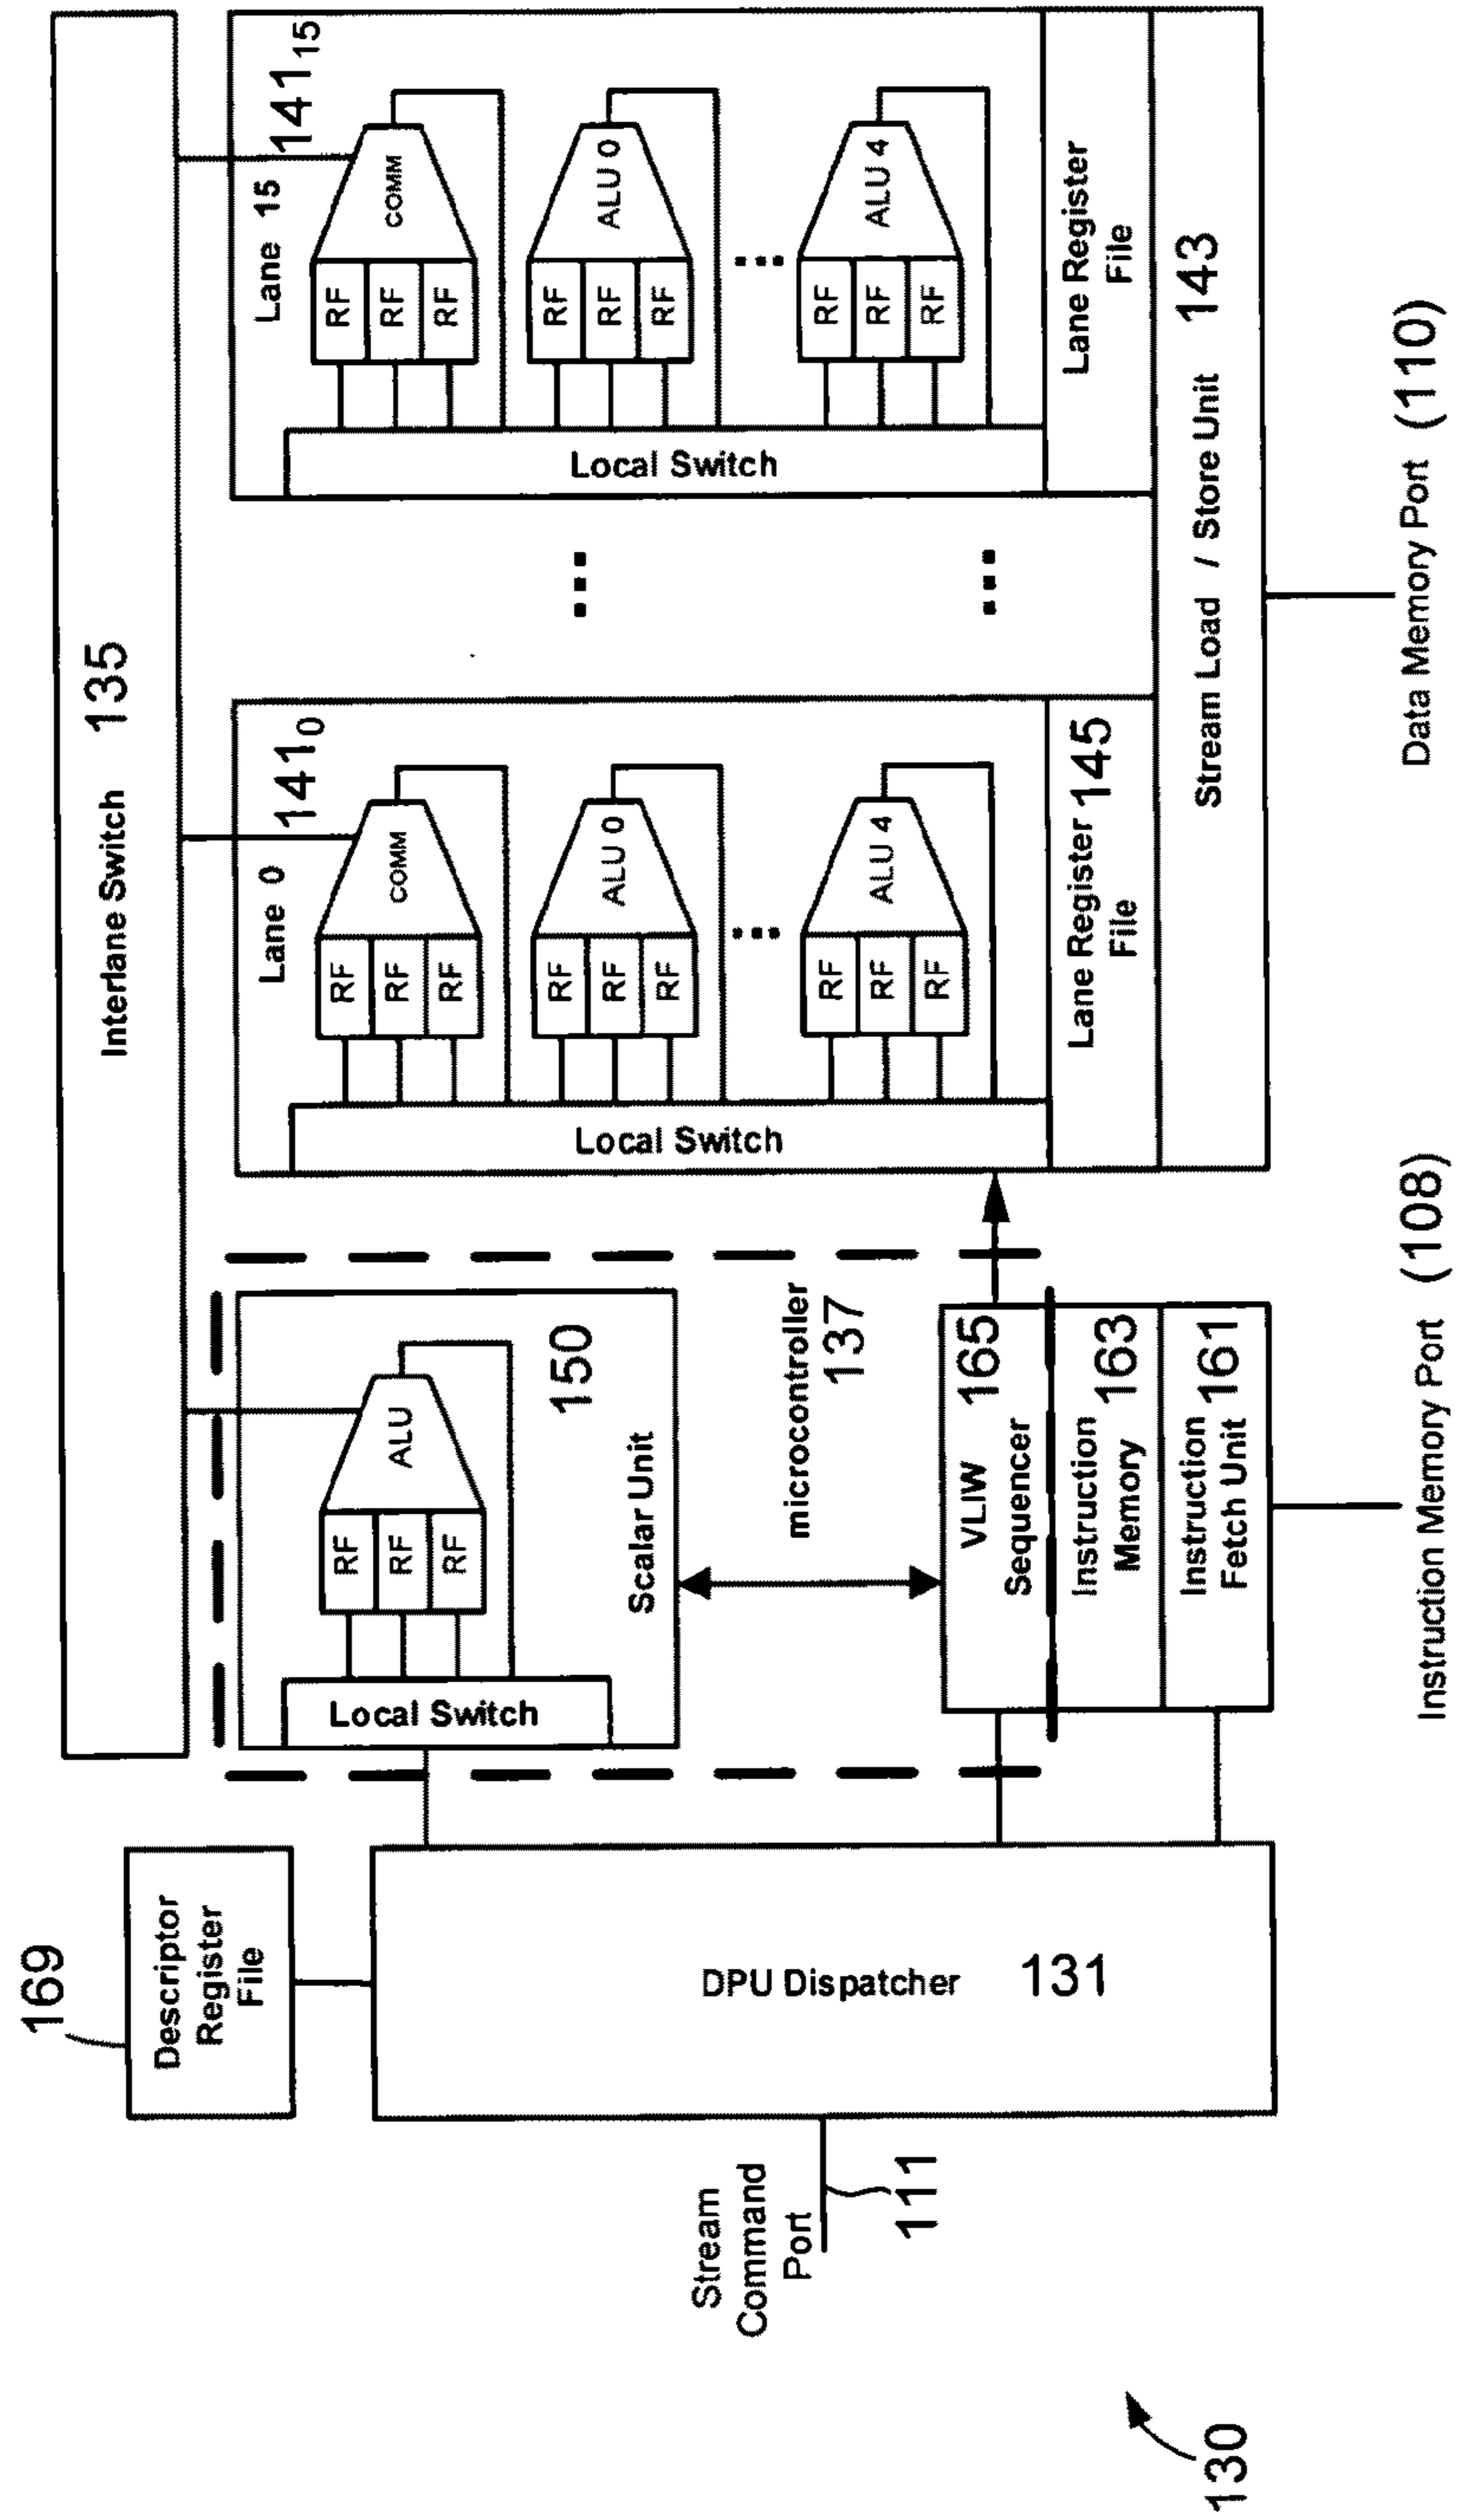 Interlane Switch 135
169
Descriptor
Register
File
DPU Dispatcher 131
Stream
Command
Port
111
130
Local Switch
RF
RF
RF
ALU
150
Scalar Unit
microcontroller
137
VLIW 165
Sequencer
Instruction 163
Memory
Instruction 161
Fetch Unit
Instruction Memory Port (108)
Lane 0 141₀
RF
RF
RF
COMM
RF
RF
RF
ALU 0
...
RF
RF
RF
ALU 4
Local Switch
Lane Register 145
File
...
...
Lane 15 141₁₅
RF
RF
RF
COMM
RF
RF
RF
ALU 0
...
RF
RF
RF
ALU 4
Local Switch
Lane Register
File
Stream Load / Store Unit 143
Data Memory Port (110)